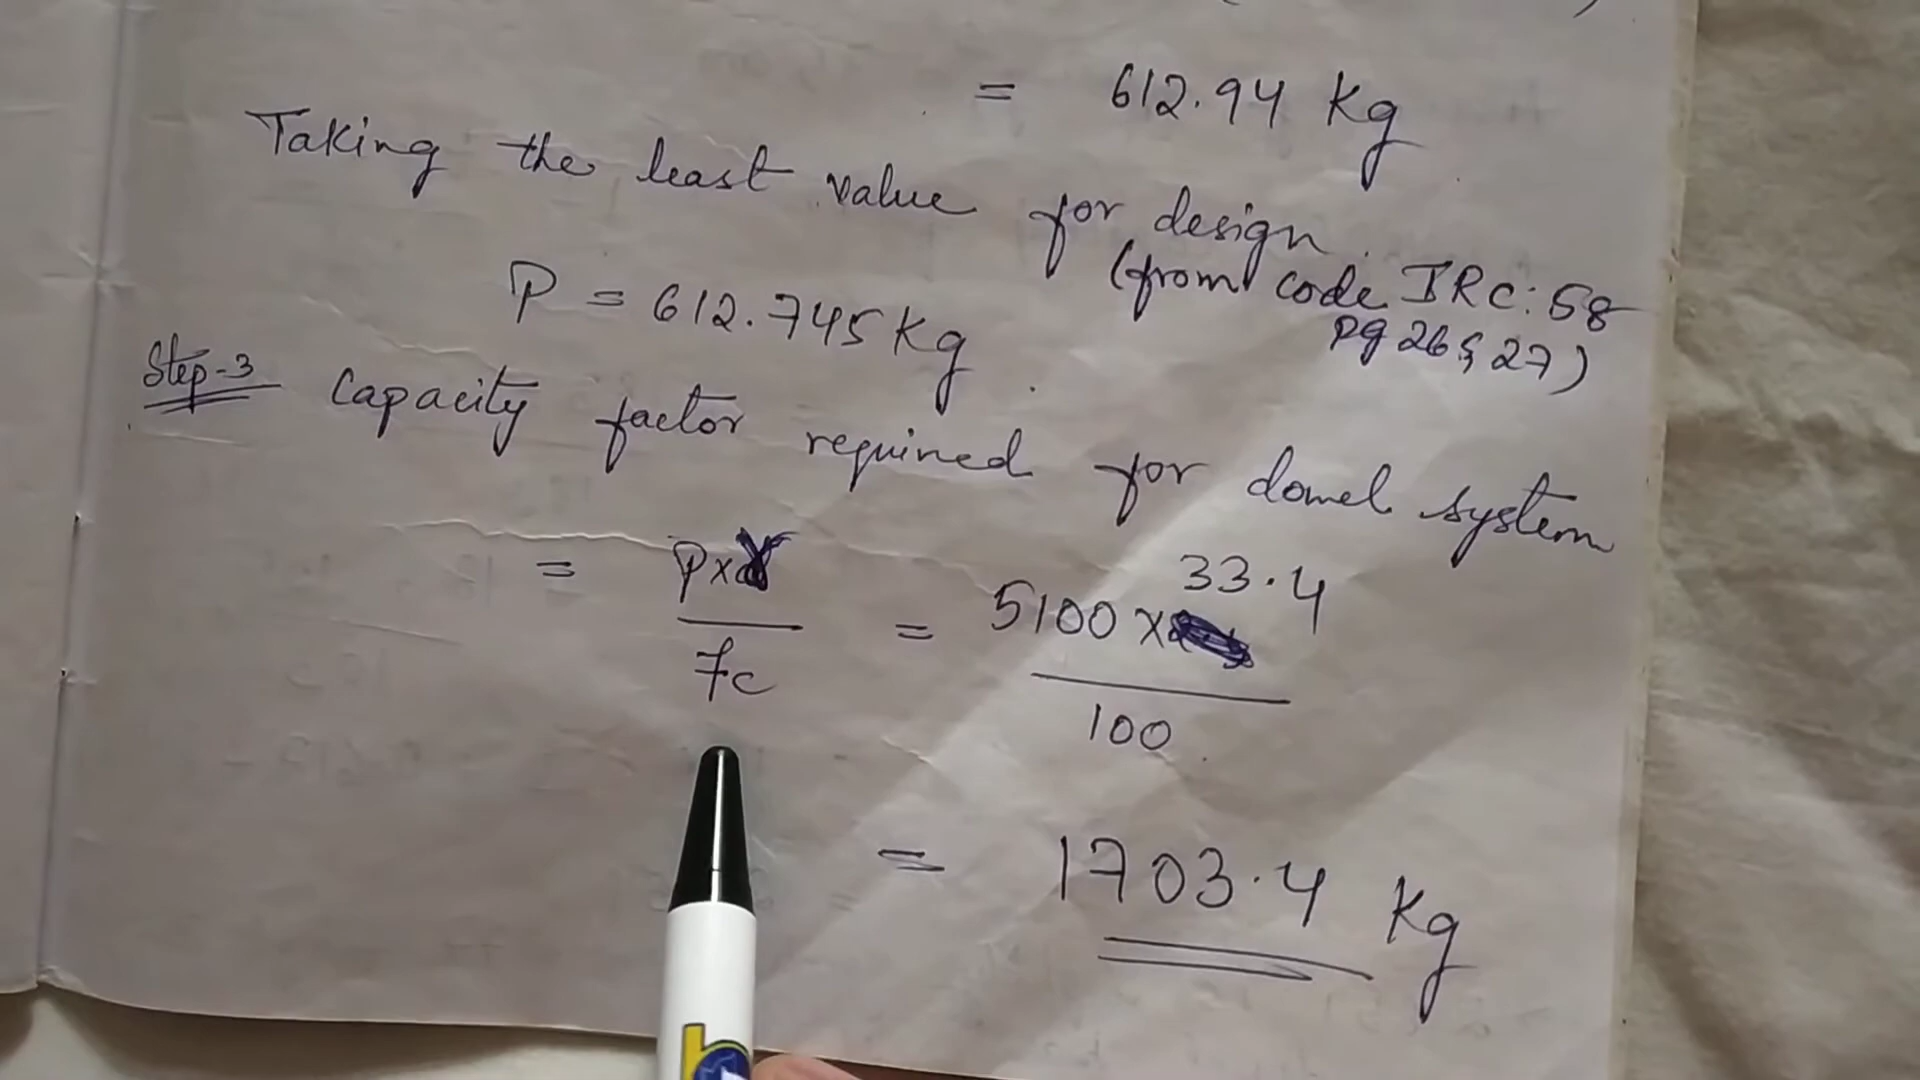 = 612.94 Kg
Taking the least value for design.
(from code IRC: 58
pg 26 & 27)
P = 612.745 Kg
Step-3 Capacity factor required for dowel system
= P x γ / Fc = 5100 x 33.4 / 100
= 1703.4 Kg